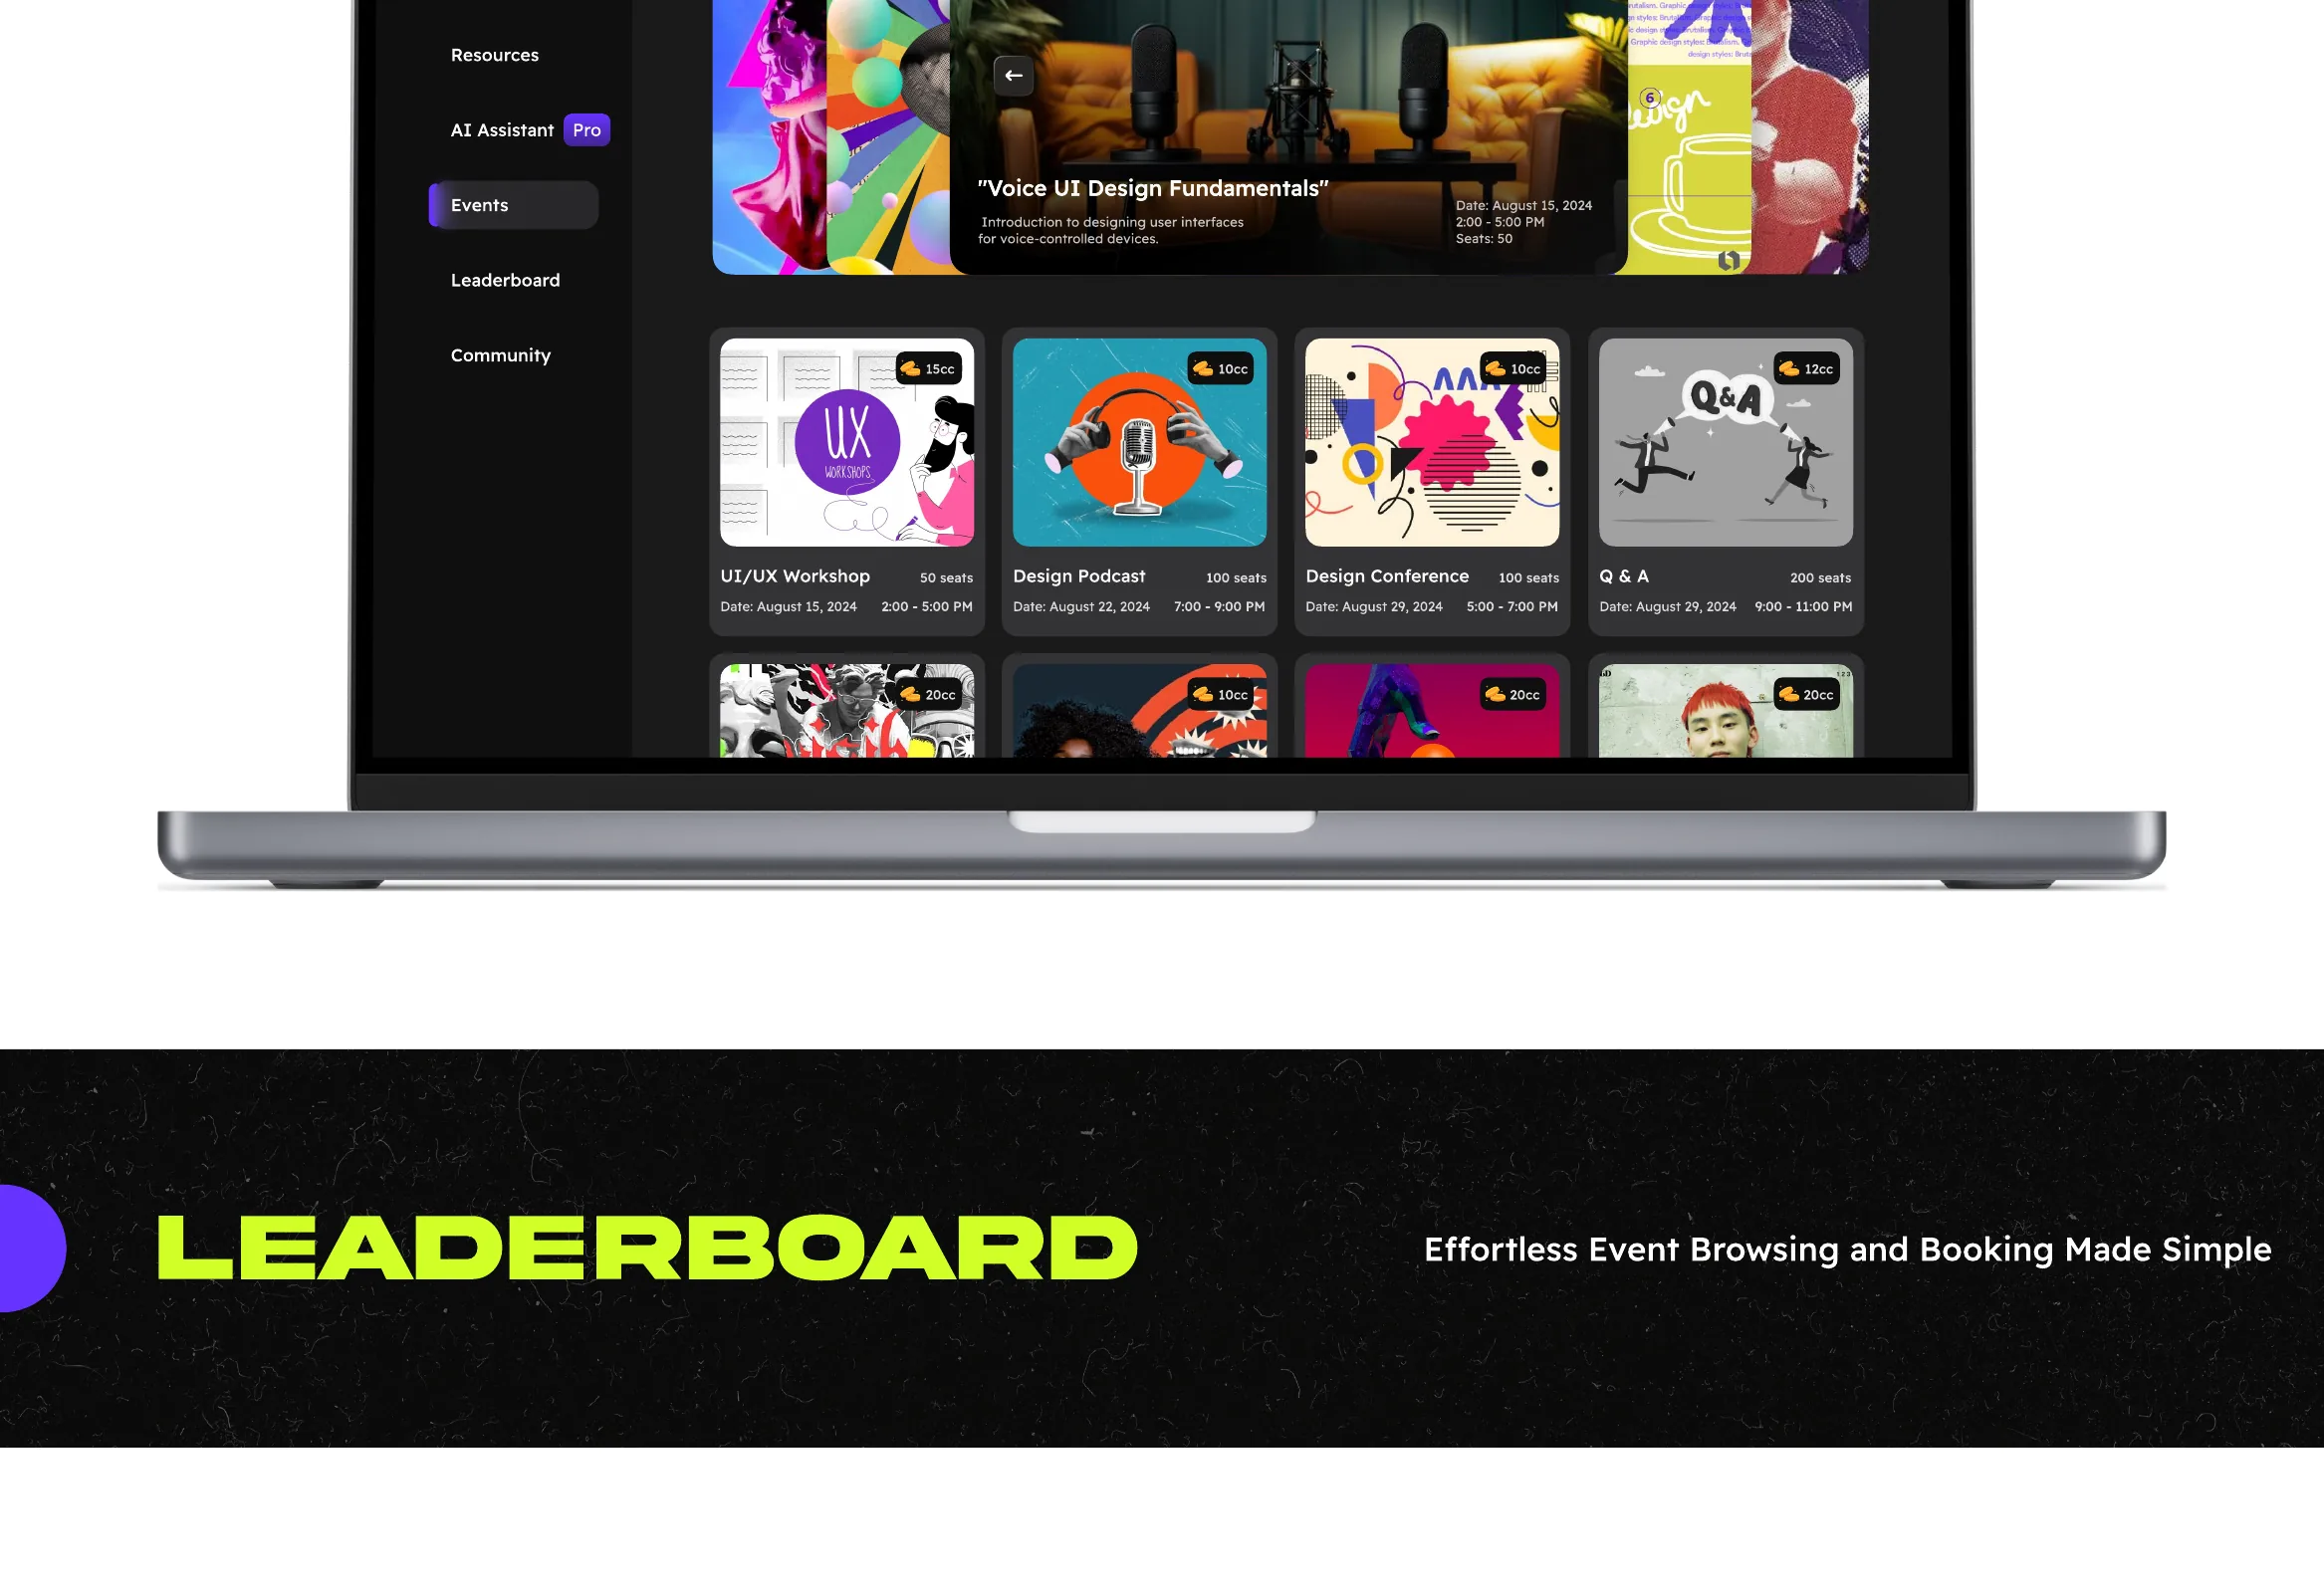 Resources
AI Assistant Pro
Events
Leaderboard
Community
6
design
"Voice UI Design Fundamentals"
Introduction to designing user interfaces
for voice-controlled devices.
Date: August 15, 2024
2:00 - 5:00 PM
Seats: 50
15cc
UX
WORKSHOPS
UI/UX Workshop 50 seats
Date: August 15, 2024 2:00 - 5:00 PM
10cc
Design Podcast 100 seats
Date: August 22, 2024 7:00 - 9:00 PM
10cc
Design Conference 100 seats
Date: August 29, 2024 5:00 - 7:00 PM
12cc
Q&A
Q & A 200 seats
Date: August 29, 2024 9:00 - 11:00 PM
20cc
10cc
20cc
20cc
123
LEADERBOARD
Effortless Event Browsing and Booking Made Simple